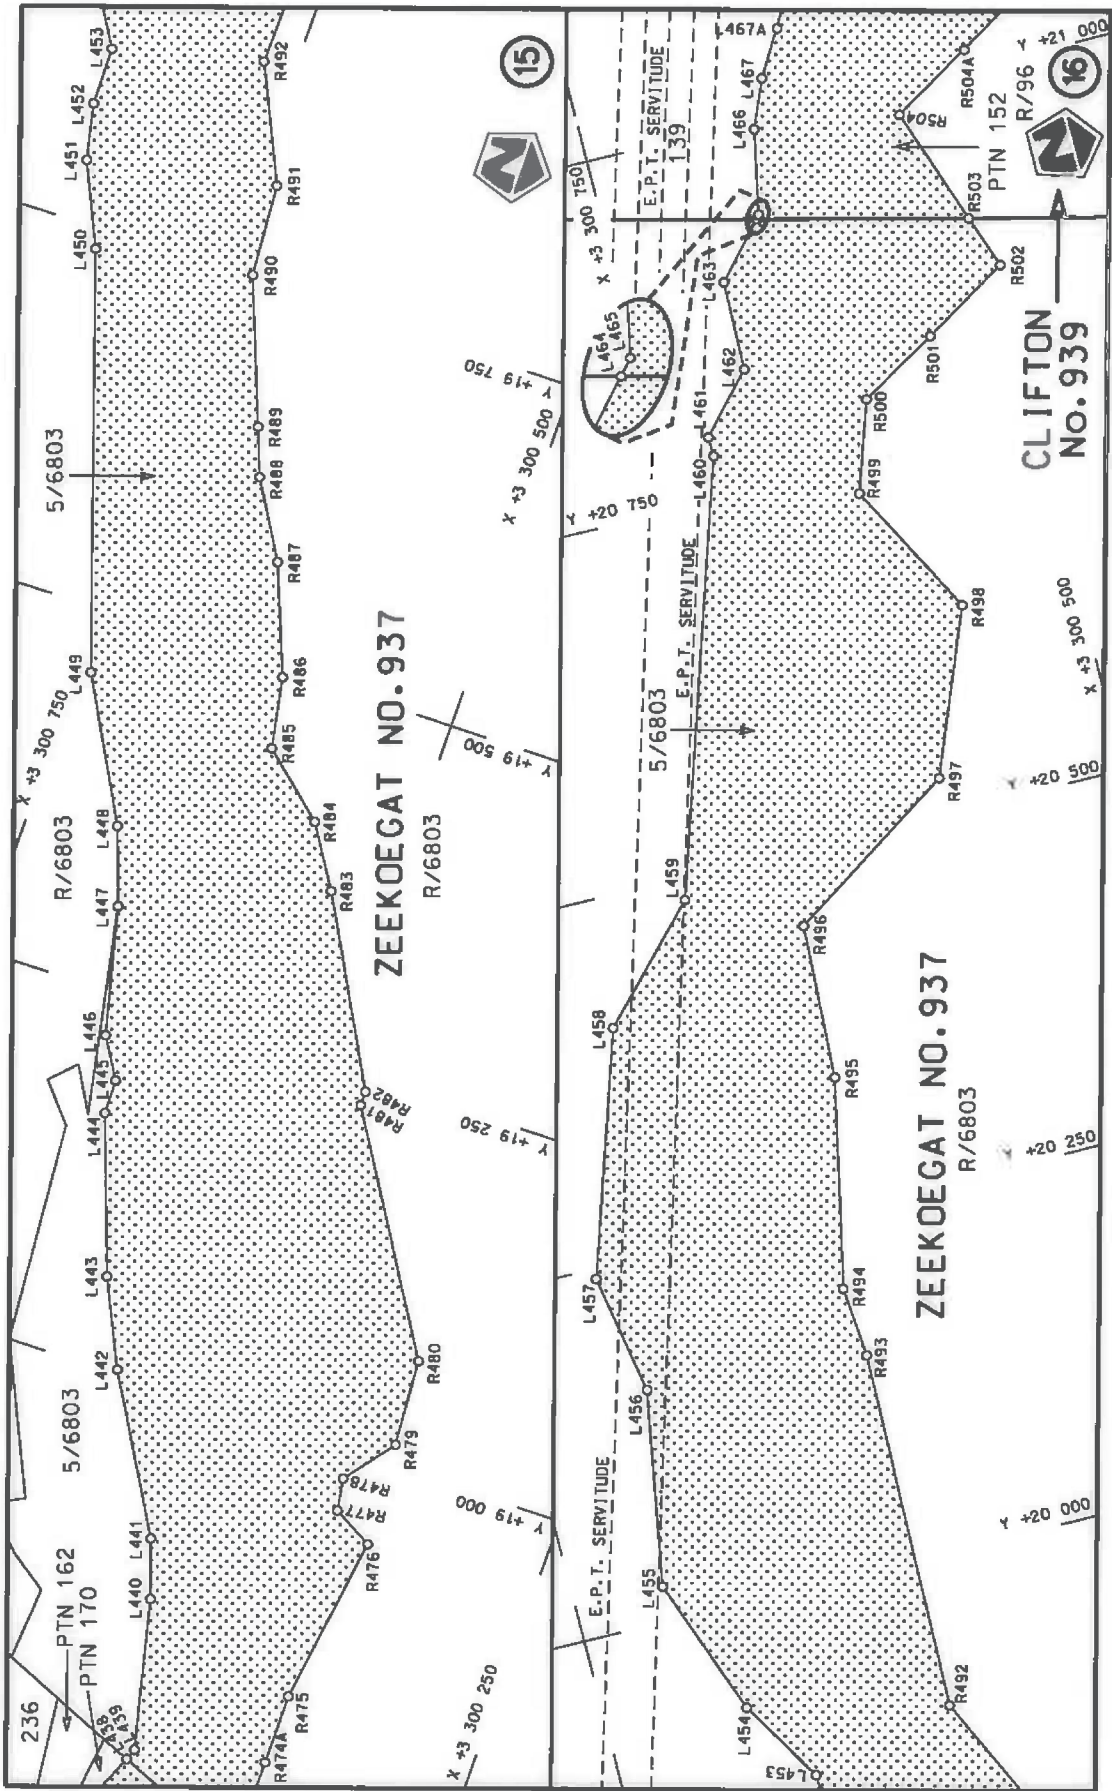 15
236
PTN 162
PTN 170
5/6803
R/6803
X +3 300 750
5/6803
L439
L440
L441
L442
L443
L444
L445
L446
L447
L448
L449
L450
L451
L452
L453
R474A
R475
R476
R477
R478
R479
R480
R481
R482
R483
R484
R485
R486
R487
R488
R489
R490
R491
R492
ZEEKOEGAT NO.937
R/6803
X +3 300 250
Y +19 000
Y +19 250
Y +19 500
Y +19 750
X +3 300 500
16
E.P.T. SERVITUDE
5/6803
E.P.T. SERVITUDE
Y +20 750
X +3 300 750
E.P.T. SERVITUDE
139
L453
L454
L455
L456
L457
L458
L459
L460
L461
L462
L463
L464
L465
L466
L467
L467A
R492
R493
R494
R495
R496
R497
R498
R499
R500
R501
R502
R503
R504
R504A
PTN 152
R/96
ZEEKOEGAT NO.937
R/6803
CLIFTON
No.939
Y +20 000
Y +20 250
Y +20 500
X +3 300 500
Y +21 000